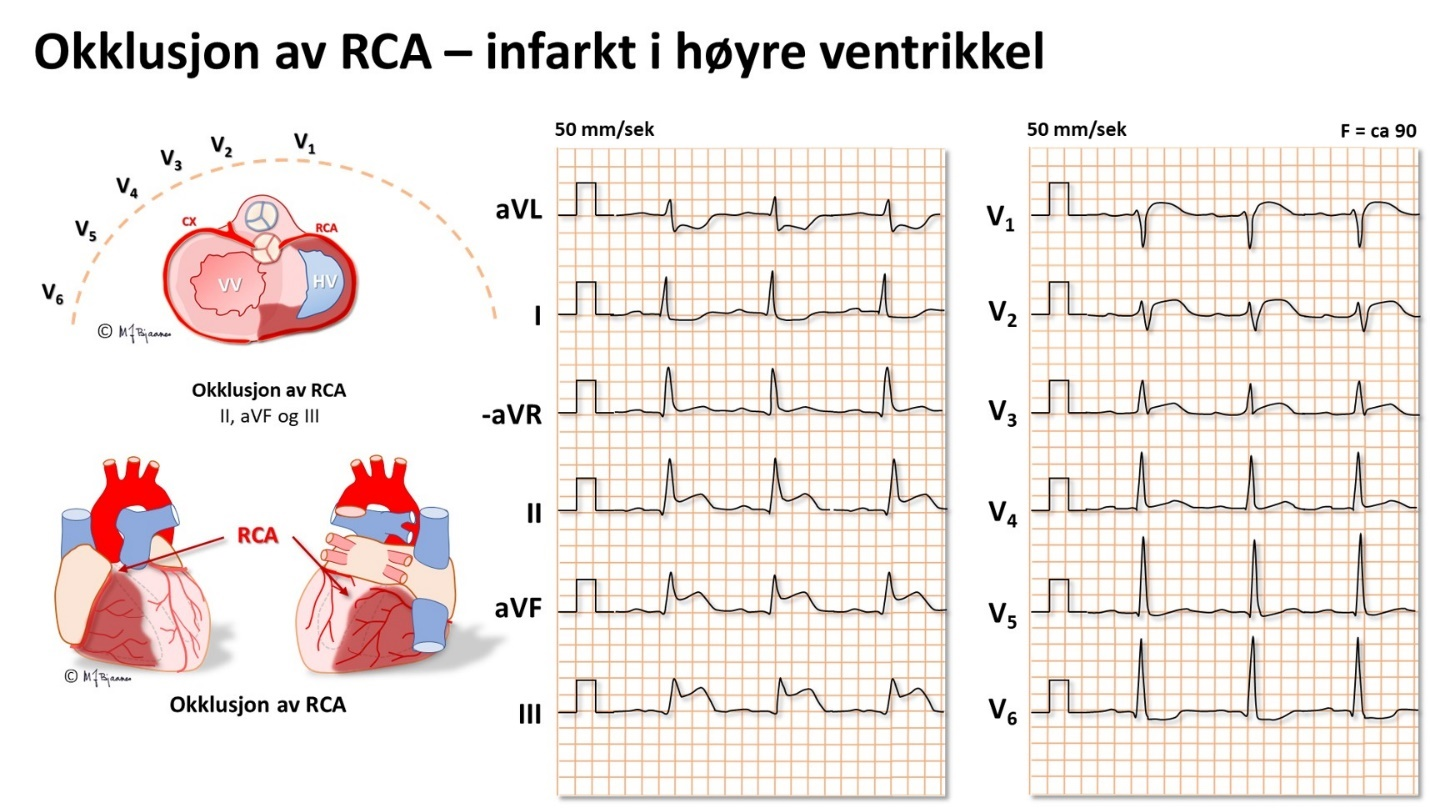 Okklusjon av RCA – infarkt i høyre ventrikkel
V6
V5
V4
V3
V2
V1
CX
RCA
VV
HV
©
Okklusjon av RCA
II, aVF og III
RCA
©
Okklusjon av RCA
50 mm/sek
aVL
I
-aVR
II
aVF
III
50 mm/sek
F = ca 90
V1
V2
V3
V4
V5
V6